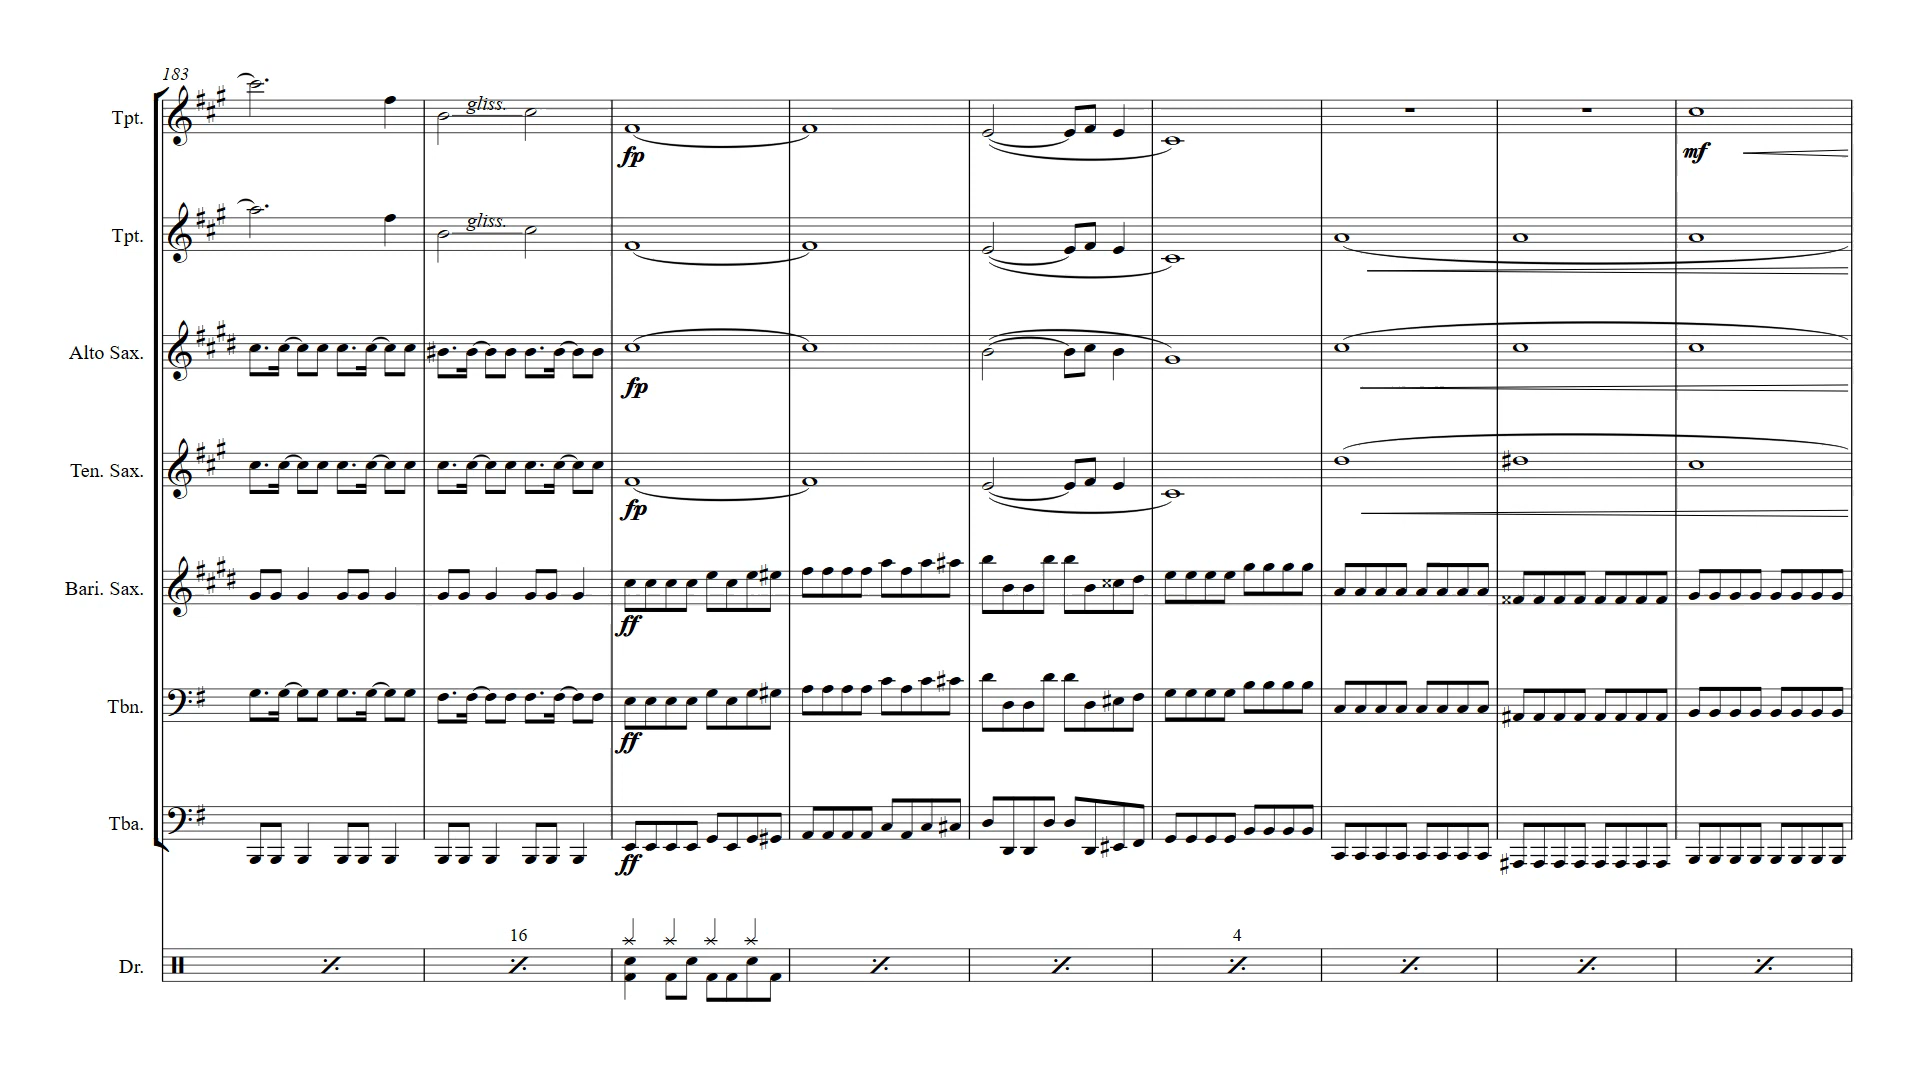 183
Tpt.
gliss.
fp
mf
Tpt.
gliss.
Alto Sax.
fp
Ten. Sax.
fp
Bari. Sax.
ff
Tbn.
ff
Tba.
ff
16
4
Dr.